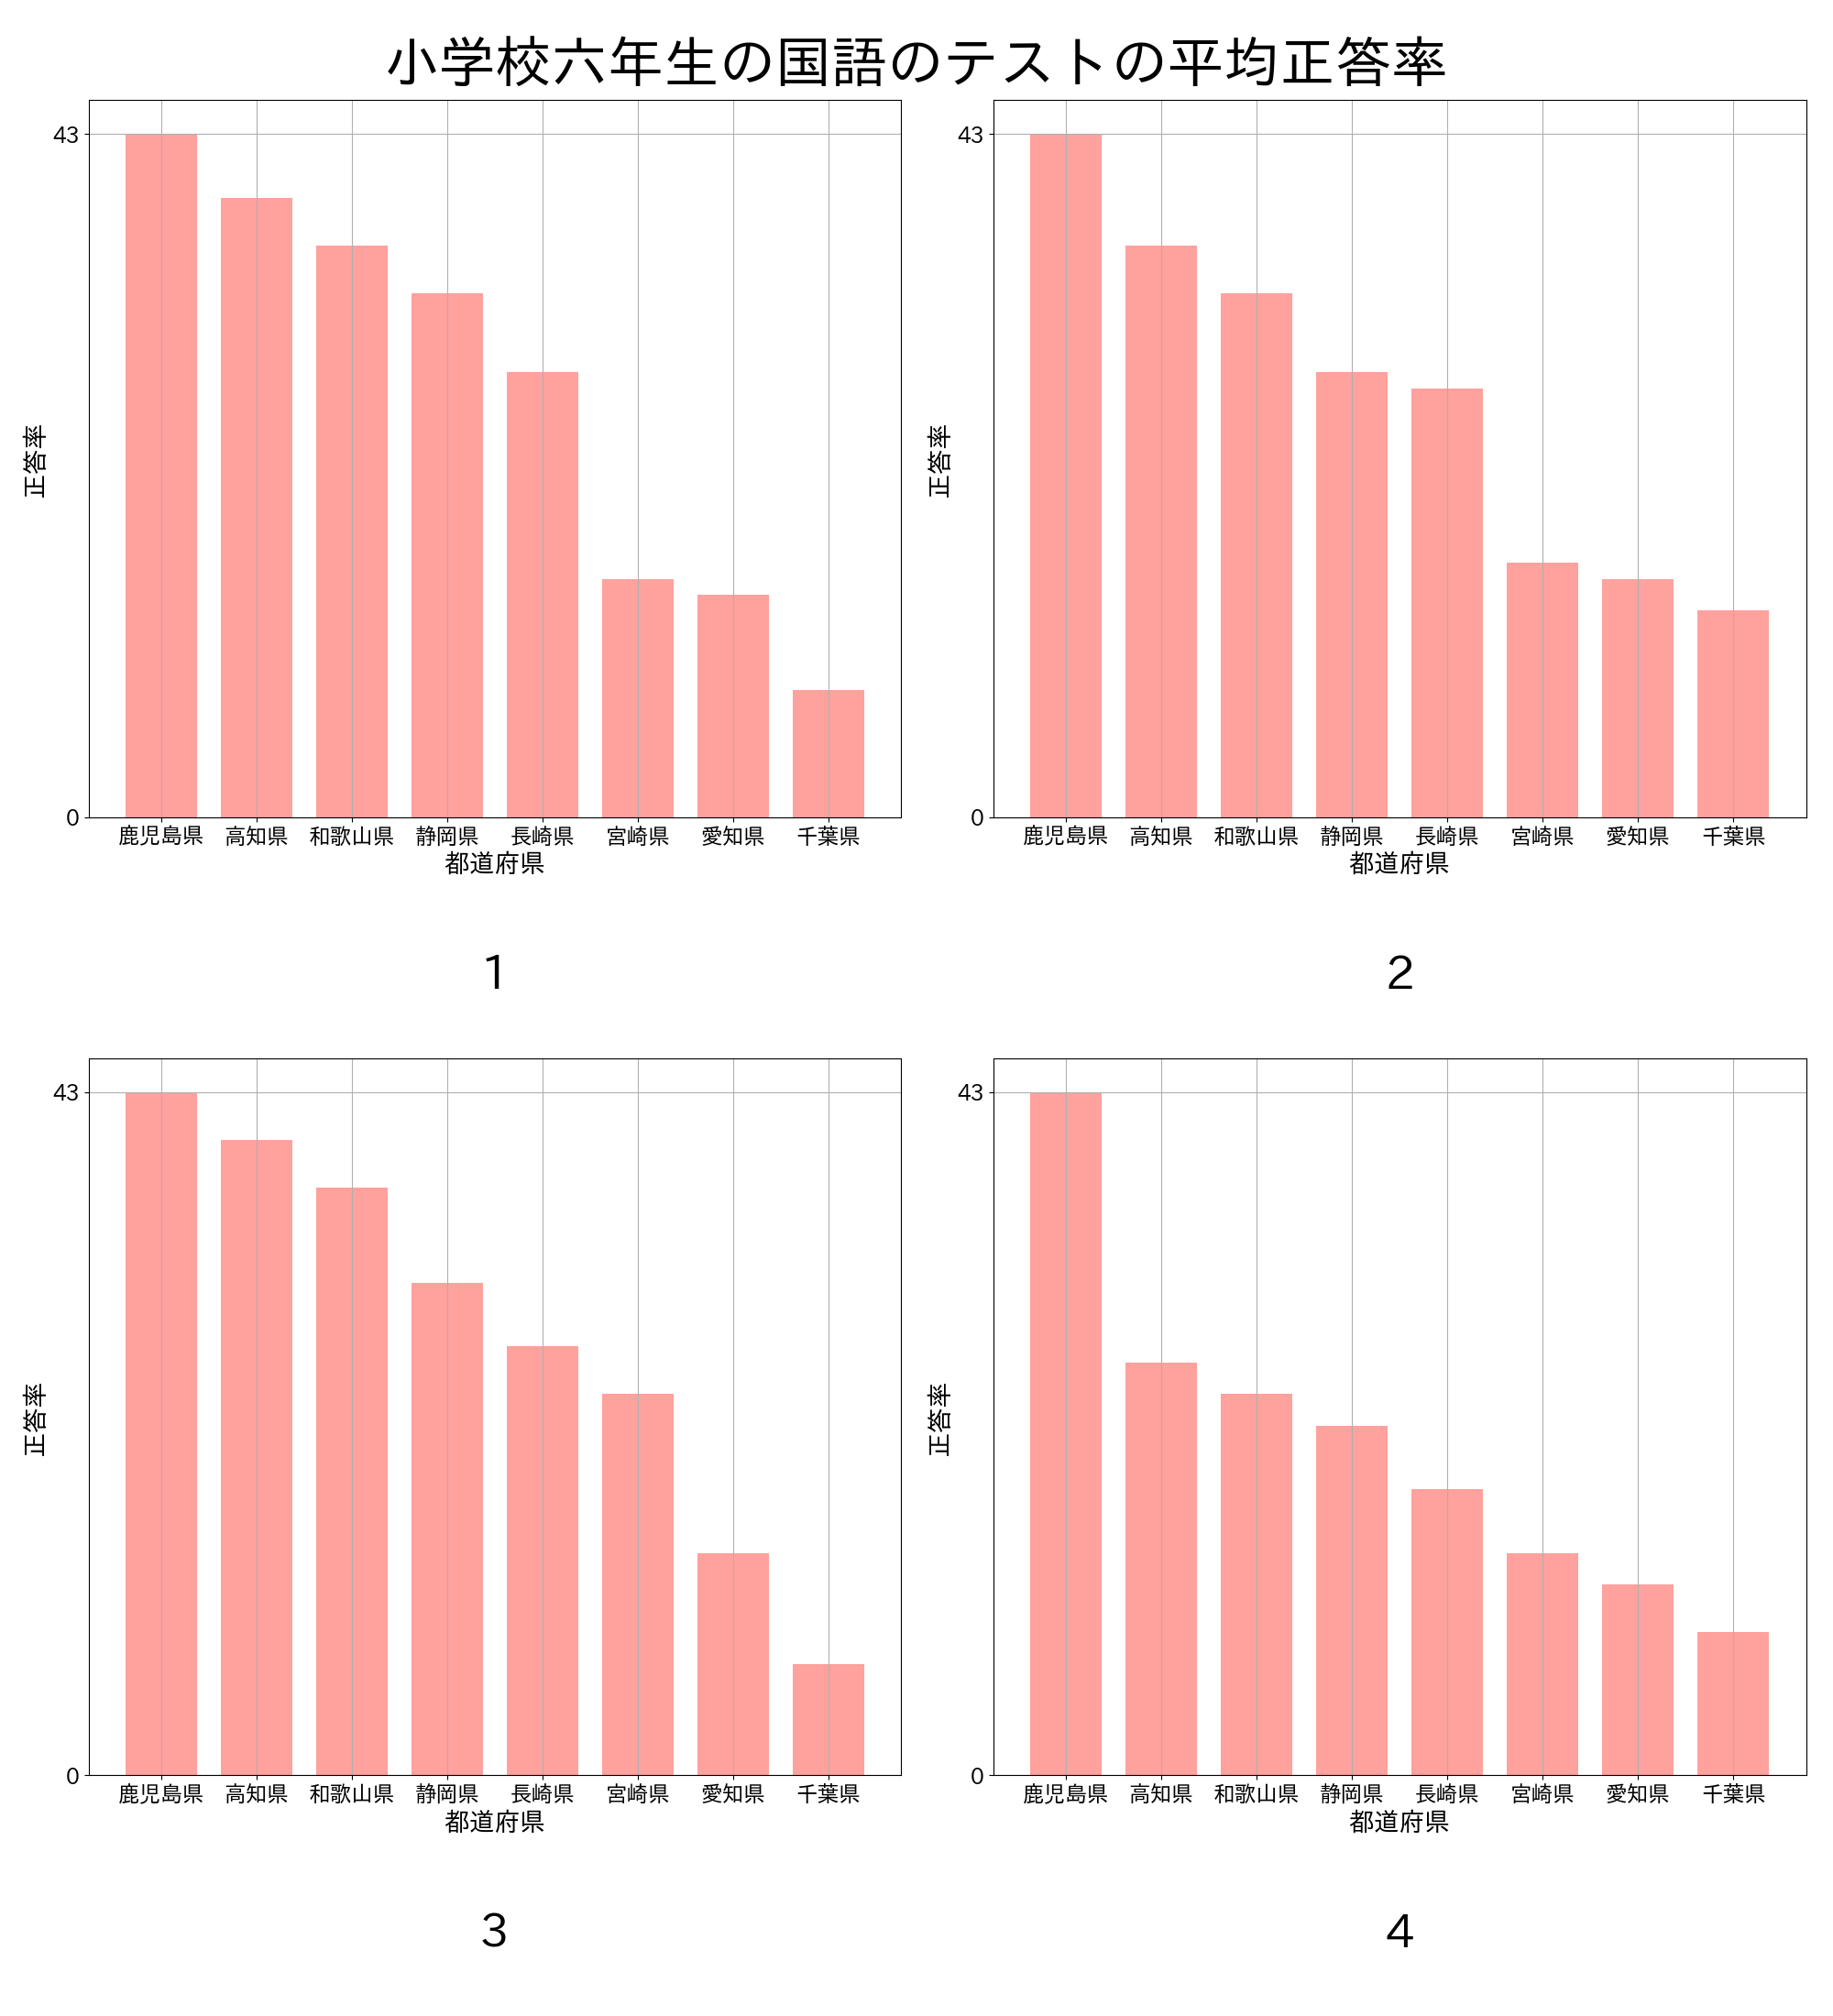 小学校六年生の国語のテストの平均正答率
43
正答率
0
鹿児島県 高知県 和歌山県 静岡県 長崎県 宮崎県 愛知県 千葉県
都道府県
1
43
正答率
0
鹿児島県 高知県 和歌山県 静岡県 長崎県 宮崎県 愛知県 千葉県
都道府県
2
43
正答率
0
鹿児島県 高知県 和歌山県 静岡県 長崎県 宮崎県 愛知県 千葉県
都道府県
3
43
正答率
0
鹿児島県 高知県 和歌山県 静岡県 長崎県 宮崎県 愛知県 千葉県
都道府県
4